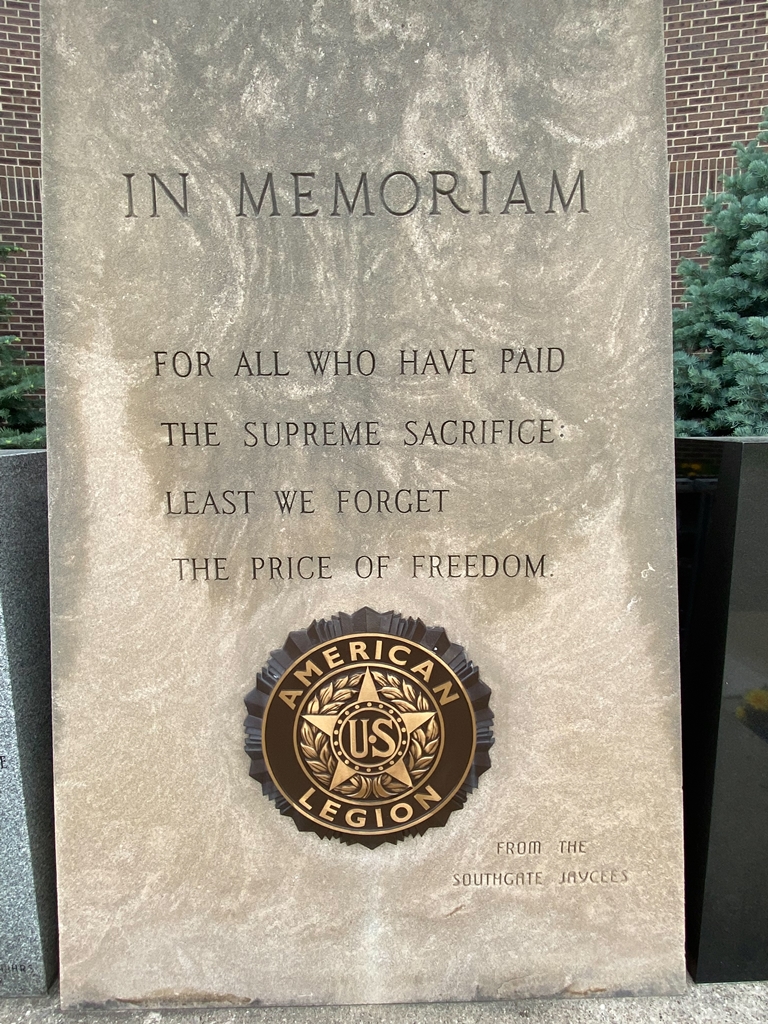 IN MEMORIAM
FOR ALL WHO HAVE PAID
THE SUPREME SACRIFICE:
LEAST WE FORGET
THE PRICE OF FREEDOM.
AMERICAN
U·S
LEGION
FROM THE
SOUTHGATE JAYCEES